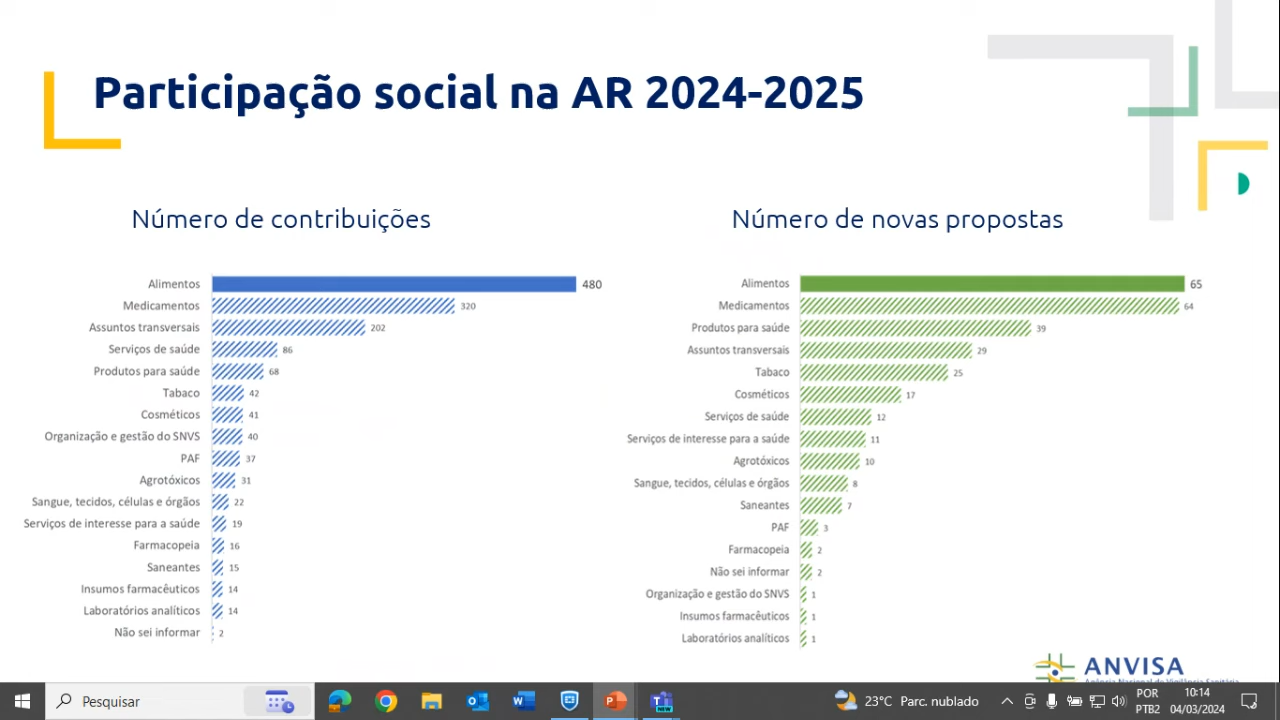 Participação social na AR 2024-2025
Número de contribuições
Alimentos 480
Medicamentos 320
Assuntos transversais 202
Serviços de saúde 86
Produtos para saúde 68
Tabaco 42
Cosméticos 41
Organização e gestão do SNVS 40
PAF 37
Agrotóxicos 31
Sangue, tecidos, células e órgãos 22
Serviços de interesse para a saúde 19
Farmacopeia 16
Saneantes 15
Insumos farmacêuticos 14
Laboratórios analíticos 14
Não sei informar 2
Número de novas propostas
Alimentos 65
Medicamentos 64
Produtos para saúde 39
Assuntos transversais 29
Tabaco 25
Cosméticos 17
Serviços de saúde 12
Serviços de interesse para a saúde 11
Agrotóxicos 10
Sangue, tecidos, células e órgãos 8
Saneantes 7
PAF 3
Farmacopeia 2
Não sei informar 2
Organização e gestão do SNVS 1
Insumos farmacêuticos 1
Laboratórios analíticos 1
ANVISA
Agência Nacional de Vigilância Sanitária
Pesquisar
NEW
23°C Parc. nublado
POR
PTB2
10:14
04/03/2024